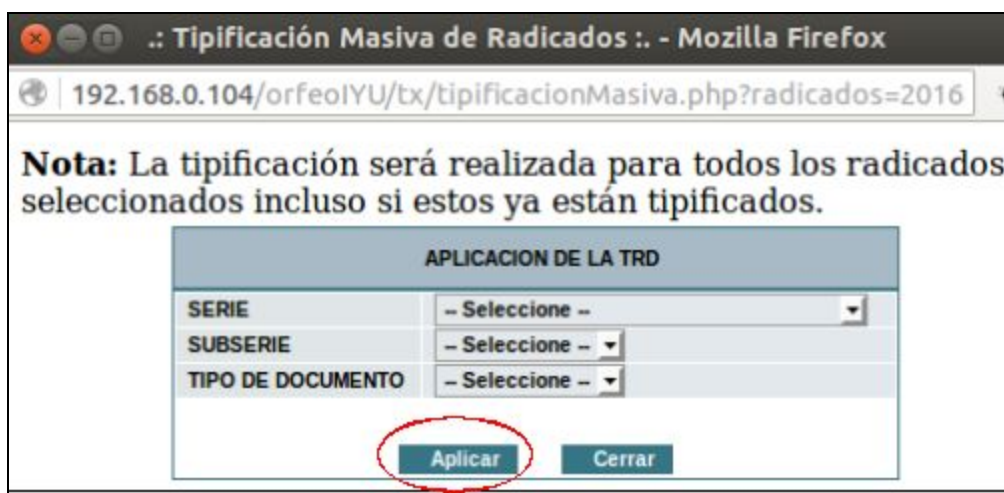 .: Tipificación Masiva de Radicados :. - Mozilla Firefox
192.168.0.104/orfeoIYU/tx/tipificacionMasiva.php?radicados=2016
Nota: La tipificación será realizada para todos los radicados
seleccionados incluso si estos ya están tipificados.
APLICACION DE LA TRD
SERIE -- Seleccione --
SUBSERIE -- Seleccione --
TIPO DE DOCUMENTO -- Seleccione --
Aplicar Cerrar